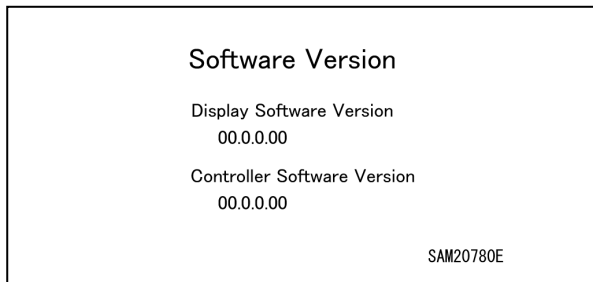 Software Version
Display Software Version
00.0.0.00
Controller Software Version
00.0.0.00
SAM20780E